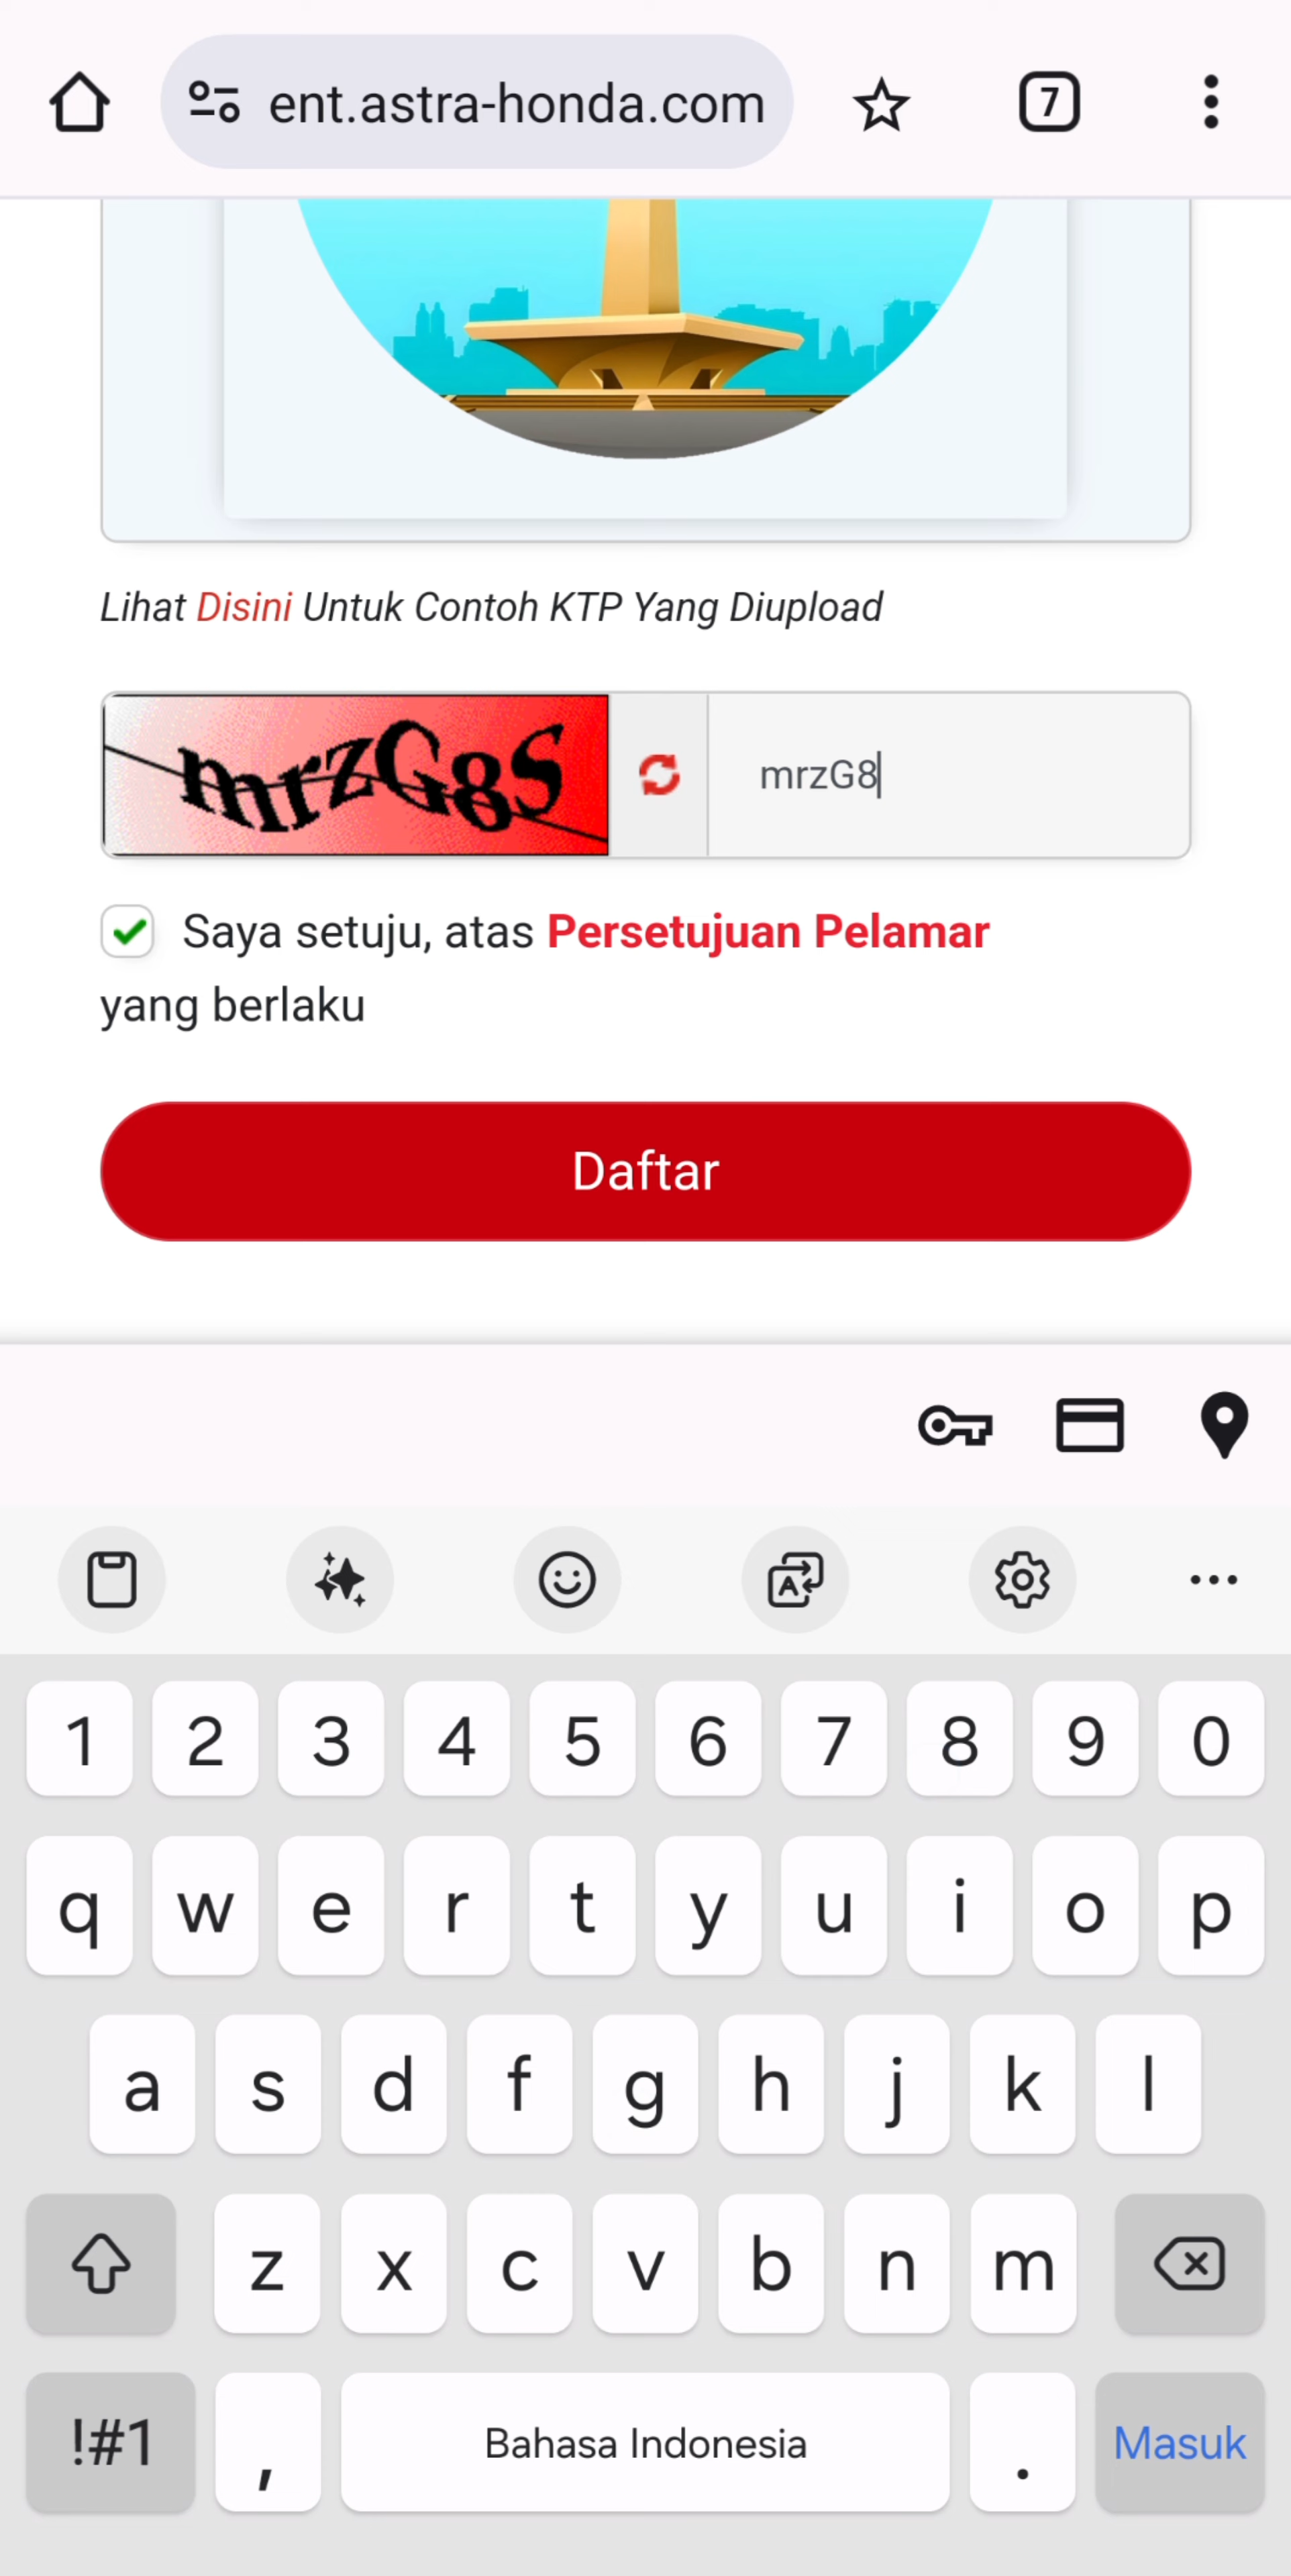 ent.astra-honda.com
7
Lihat Disini Untuk Contoh KTP Yang Diupload
mrzG8S
mrzG8
Saya setuju, atas Persetujuan Pelamar
yang berlaku
Daftar
1 2 3 4 5 6 7 8 9 0
q w e r t y u i o p
a s d f g h j k l
z x c v b n m
!#1 , Bahasa Indonesia . Masuk